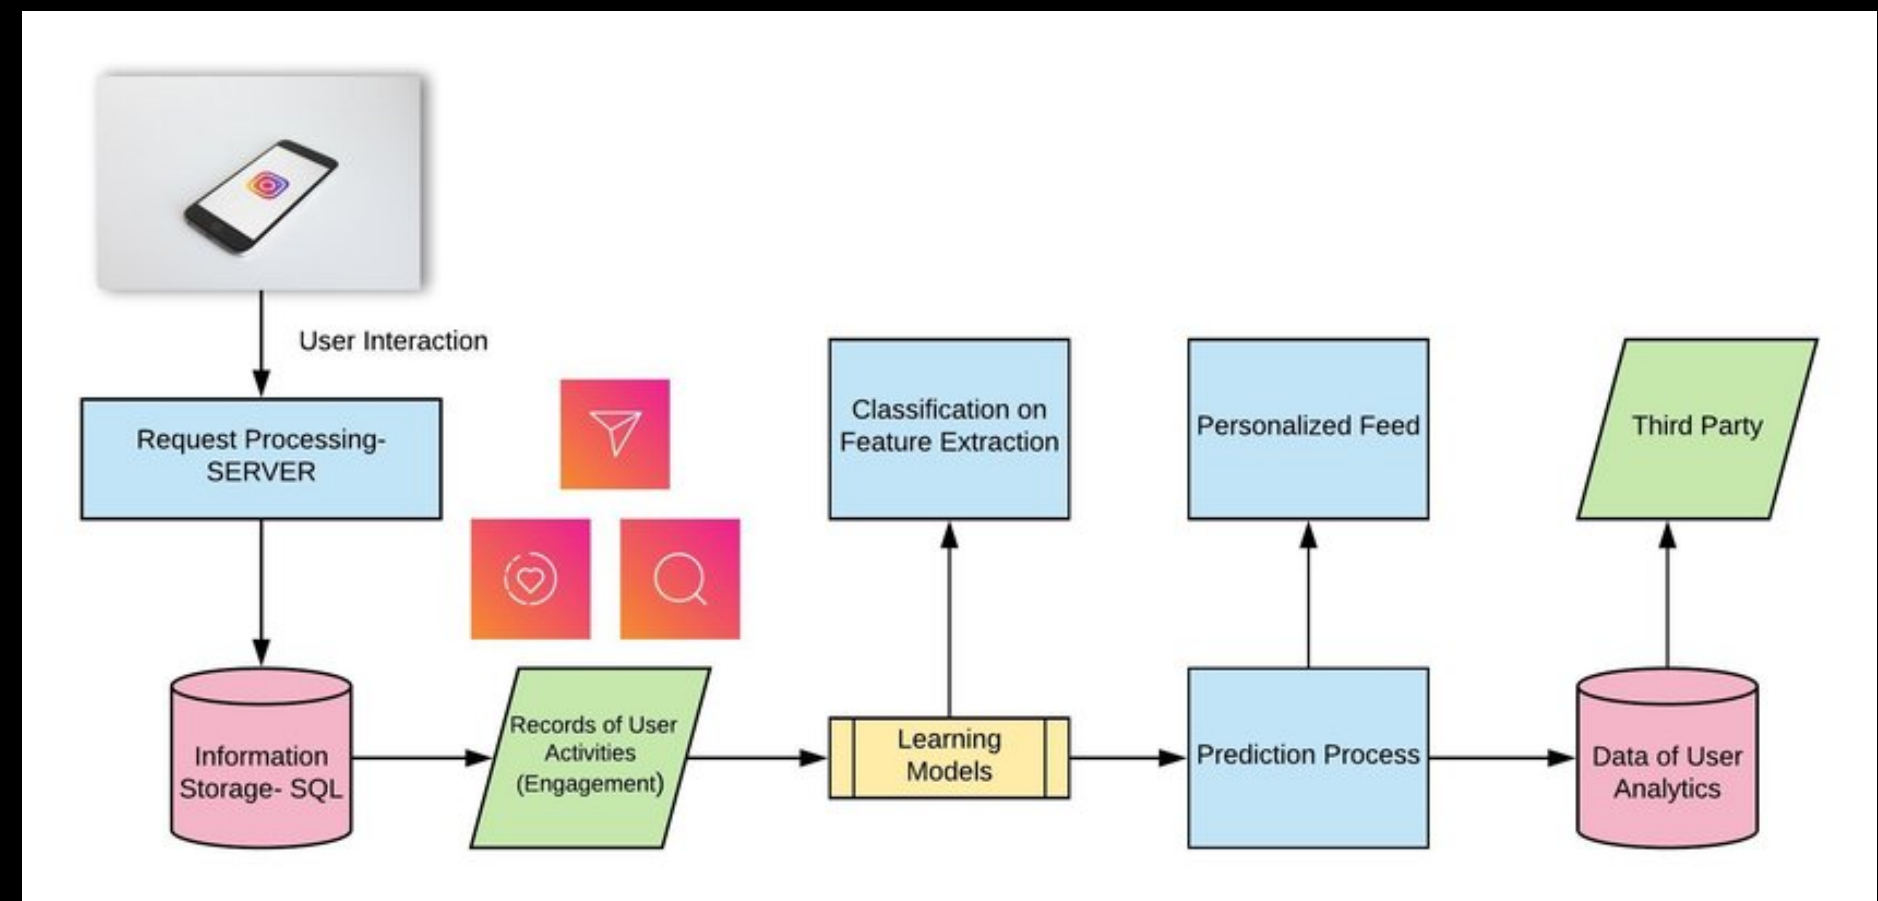 User Interaction
Request Processing-
SERVER
Classification on
Feature Extraction
Personalized Feed
Third Party
Information
Storage- SQL
Records of User
Activities
(Engagement)
Learning
Models
Prediction Process
Data of User
Analytics